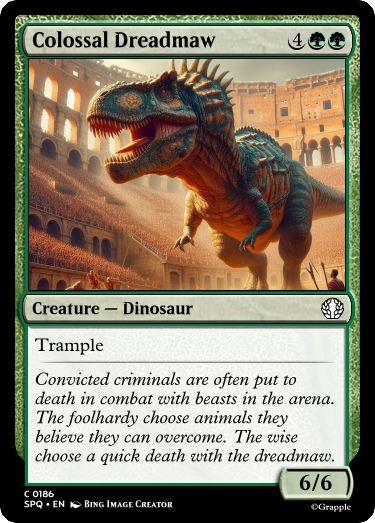 Colossal Dreadmaw 4
Creature — Dinosaur
Trample
Convicted criminals are often put to
death in combat with beasts in the arena.
The foolhardy choose animals they
believe they can overcome. The wise
choose a quick death with the dreadmaw.
6/6
C 0186
SPQ • EN Bing Image Creator
©Grapple